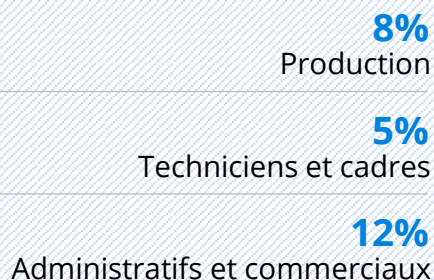 8%
Production
5%
Techniciens et cadres
12%
Administratifs et commerciaux